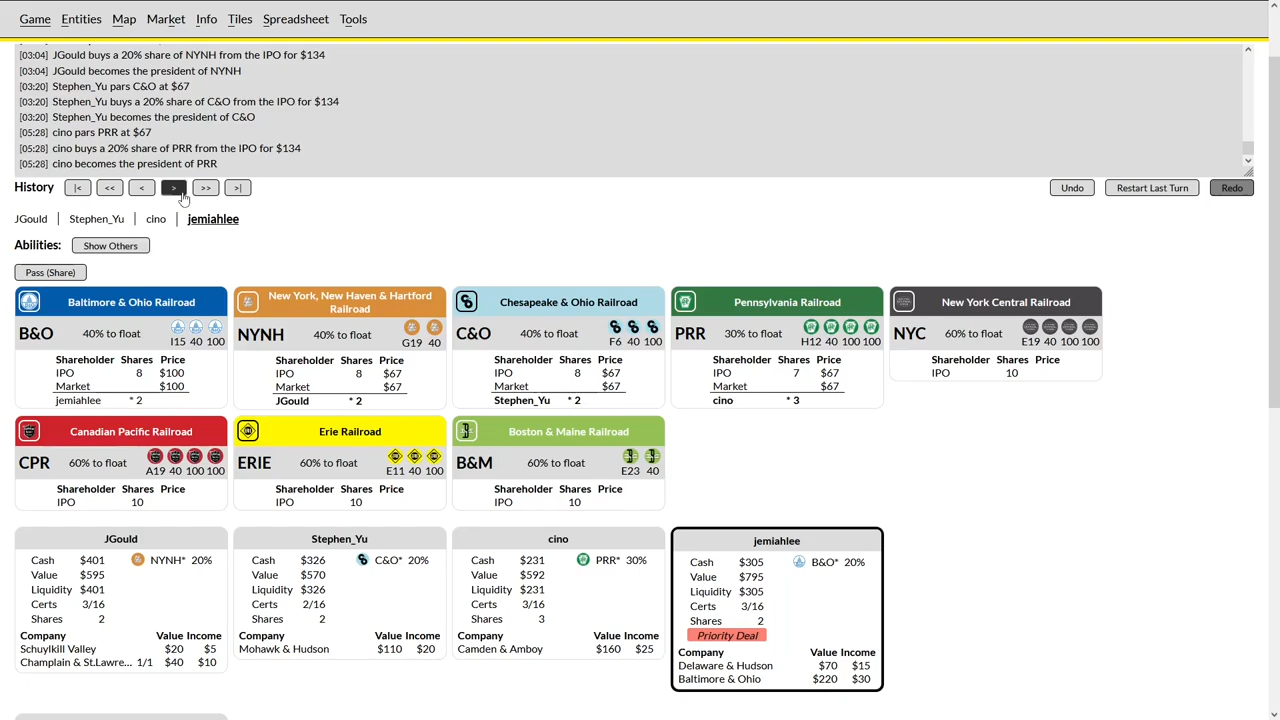 Game Entities Map Market Info Tiles Spreadsheet Tools
[03:04] JGould buys a 20% share of NYNH from the IPO for $134
[03:04] JGould becomes the president of NYNH
[03:20] Stephen_Yu pars C&O at $67
[03:20] Stephen_Yu buys a 20% share of C&O from the IPO for $134
[03:20] Stephen_Yu becomes the president of C&O
[05:28] cino pars PRR at $67
[05:28] cino buys a 20% share of PRR from the IPO for $134
[05:28] cino becomes the president of PRR
History |< << < > >> >| Undo Restart Last Turn Redo
JGould Stephen_Yu cino jemiahlee
Abilities: Show Others
Pass (Share)
Baltimore & Ohio Railroad
B&O 40% to float I15 40 100
Shareholder Shares Price
IPO 8 $100
Market $100
jemiahlee * 2
New York, New Haven & Hartford
Railroad
NYNH 40% to float G19 40
Shareholder Shares Price
IPO 8 $67
Market $67
JGould * 2
Chesapeake & Ohio Railroad
C&O 40% to float F6 40 100
Shareholder Shares Price
IPO 8 $67
Market $67
Stephen_Yu * 2
Pennsylvania Railroad
PRR 30% to float H12 40 100 100
Shareholder Shares Price
IPO 7 $67
Market $67
cino * 3
New York Central Railroad
NYC 60% to float E19 40 100 100
Shareholder Shares Price
IPO 10
Canadian Pacific Railroad
CPR 60% to float A19 40 100 100
Shareholder Shares Price
IPO 10
Erie Railroad
ERIE 60% to float E11 40 100
Shareholder Shares Price
IPO 10
Boston & Maine Railroad
B&M 60% to float E23 40
Shareholder Shares Price
IPO 10
JGould
Cash $401 NYNH* 20%
Value $595
Liquidity $401
Certs 3/16
Shares 2
Company Value Income
Schuylkill Valley $20 $5
Champlain & St.Lawre... 1/1 $40 $10
Stephen_Yu
Cash $326 C&O* 20%
Value $570
Liquidity $326
Certs 2/16
Shares 2
Company Value Income
Mohawk & Hudson $110 $20
cino
Cash $231 PRR* 30%
Value $592
Liquidity $231
Certs 3/16
Shares 3
Company Value Income
Camden & Amboy $160 $25
jemiahlee
Cash $305 B&O* 20%
Value $795
Liquidity $305
Certs 3/16
Shares 2
Priority Deal
Company Value Income
Delaware & Hudson $70 $15
Baltimore & Ohio $220 $30